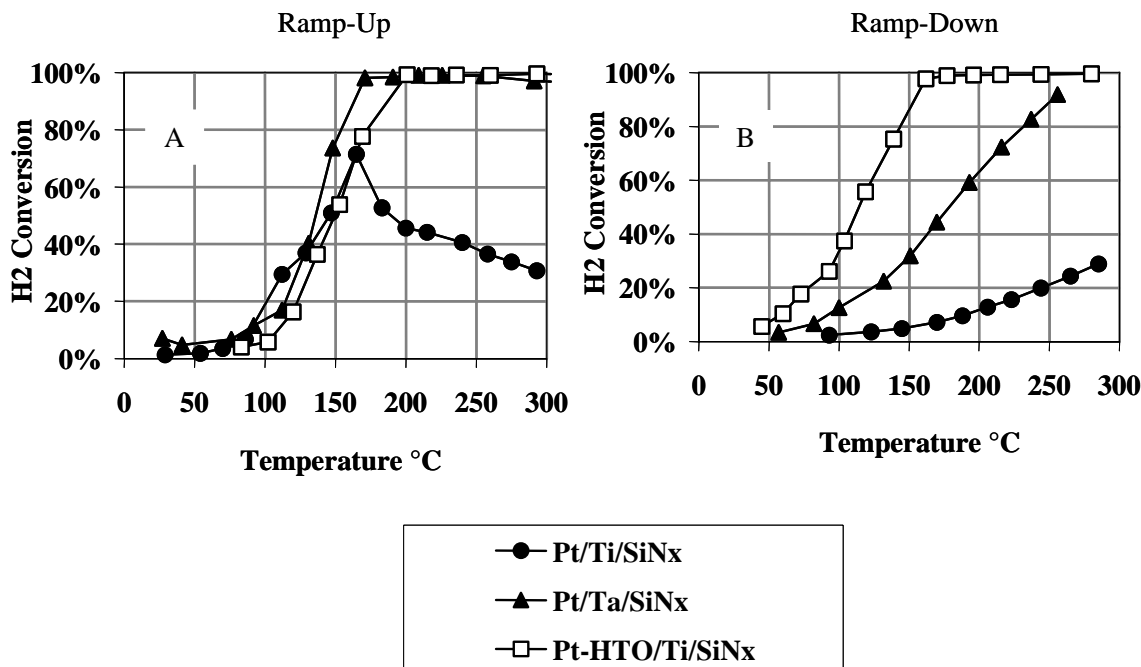 Ramp-Up
Ramp-Down
H2 Conversion
100%
80%
60%
40%
20%
0%
A
0 50 100 150 200 250 300
Temperature °C
H2 Conversion
100%
80%
60%
40%
20%
0%
B
0 50 100 150 200 250 300
Temperature °C
Pt/Ti/SiNx
Pt/Ta/SiNx
Pt-HTO/Ti/SiNx